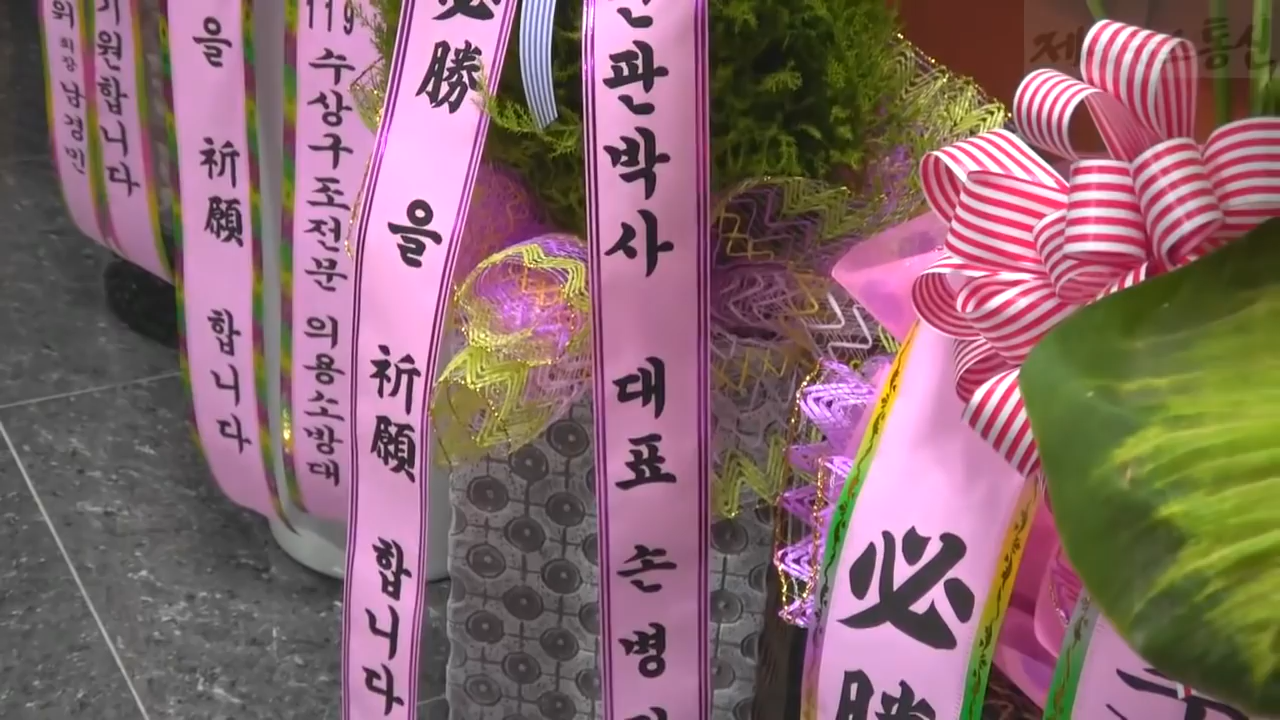 회장 남경민
기원합니다
을 祈願 합니다
119 수상구조전문 의용소방대
必勝 을 祈願 합니다
판박사 대표 손병
必勝